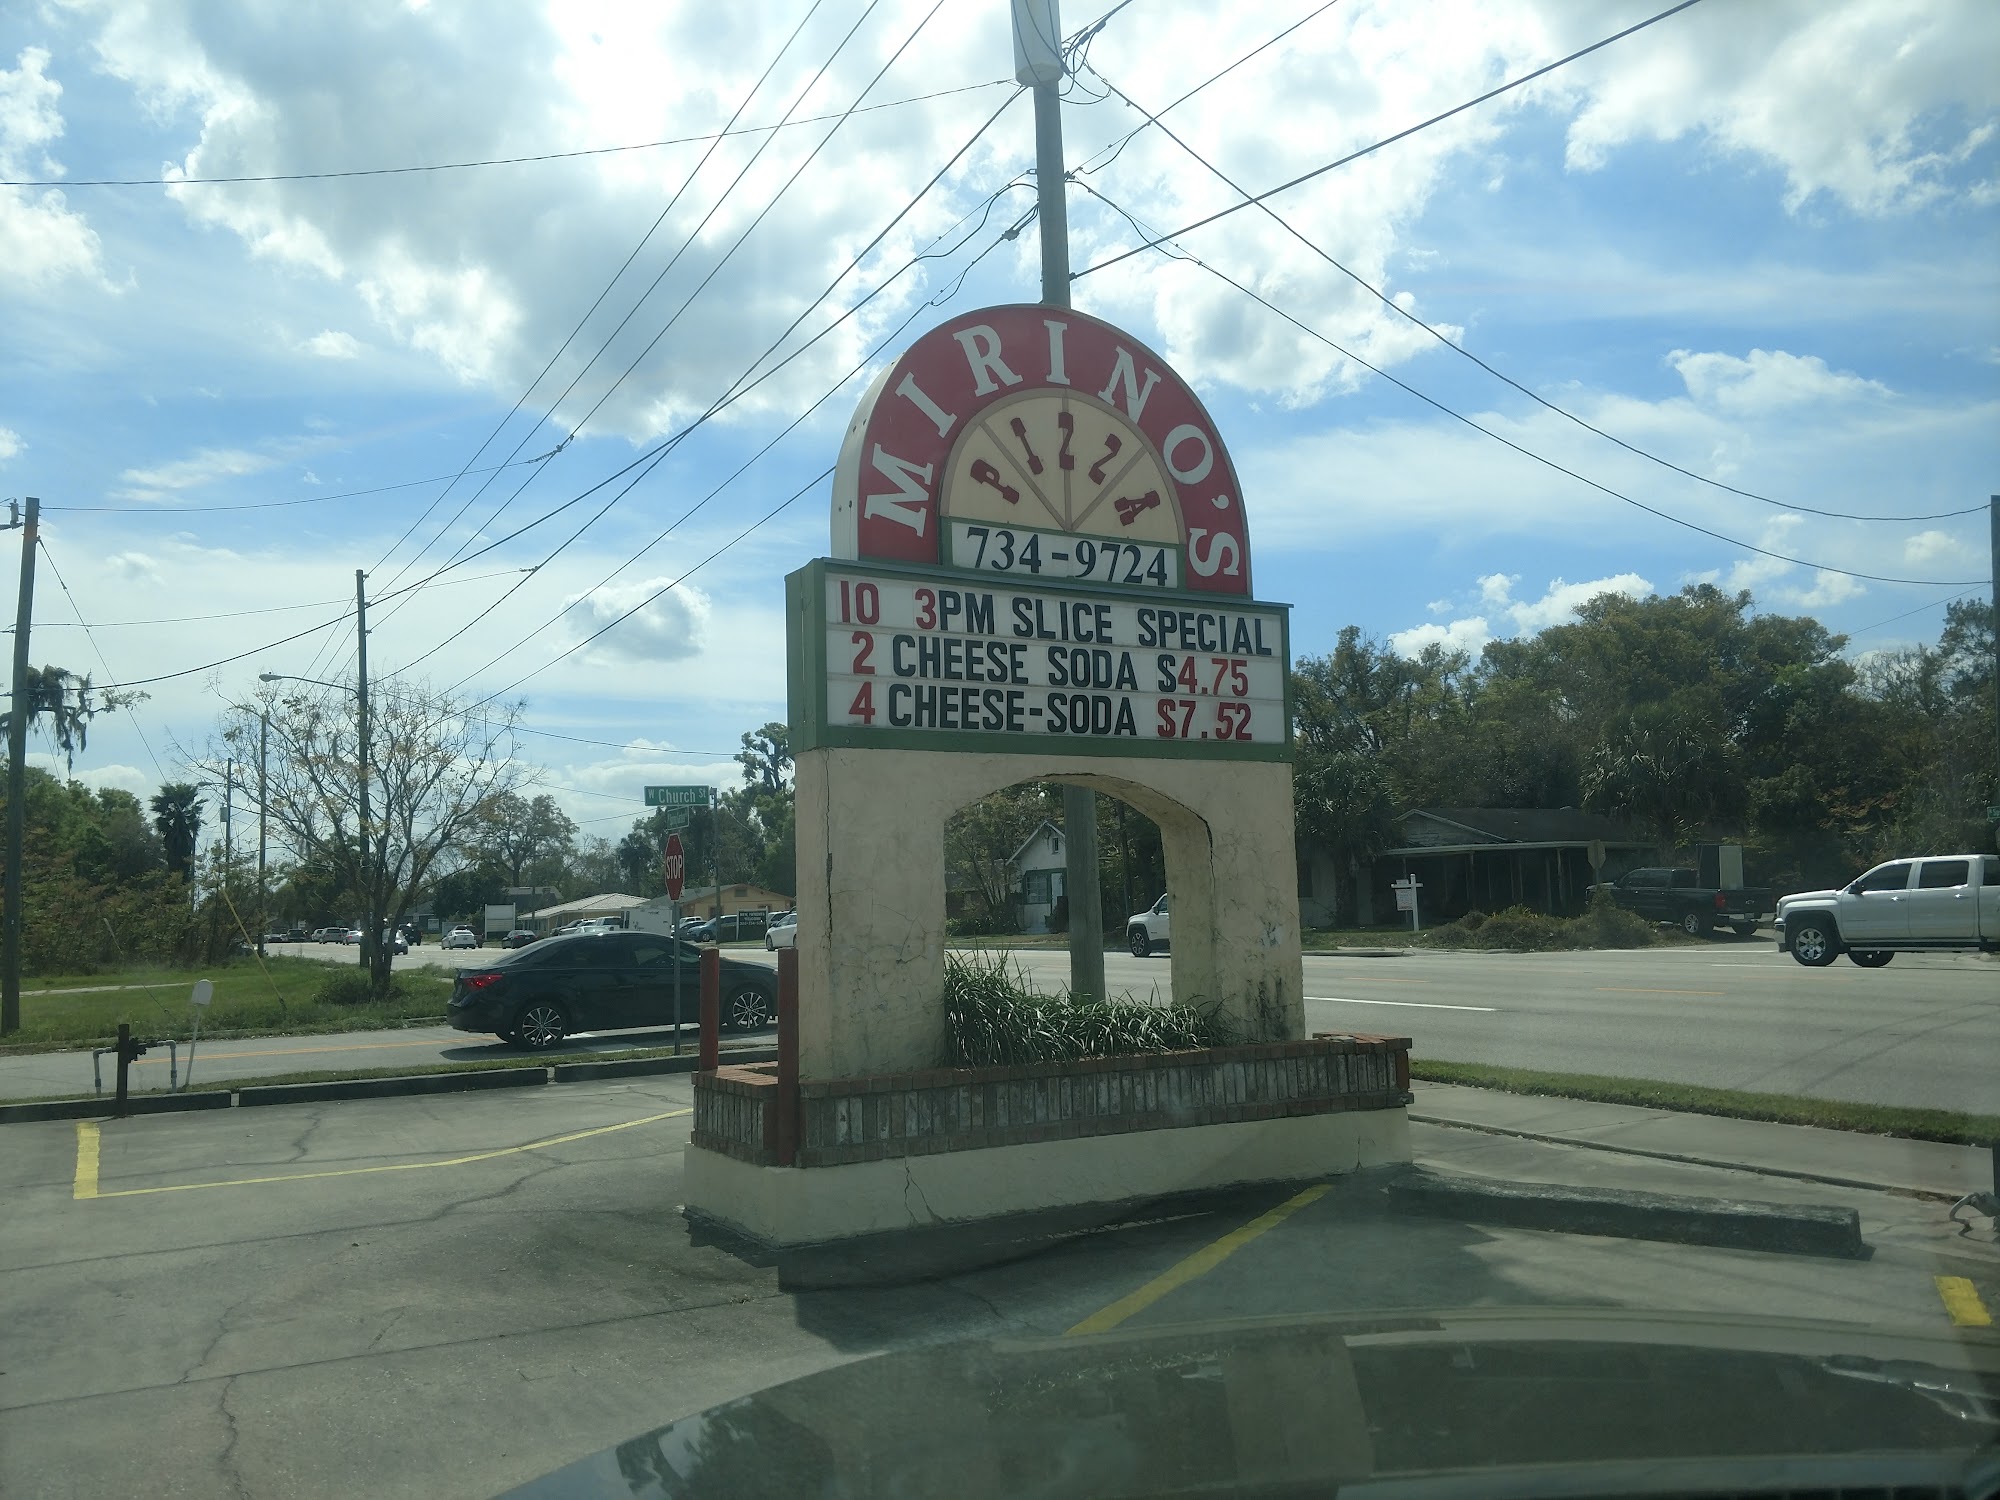 MIRINO'S
PIZZA
734-9724
10 3PM SLICE SPECIAL
2 CHEESE SODA $4.75
4 CHEESE-SODA $7.52
W Church St
STOP